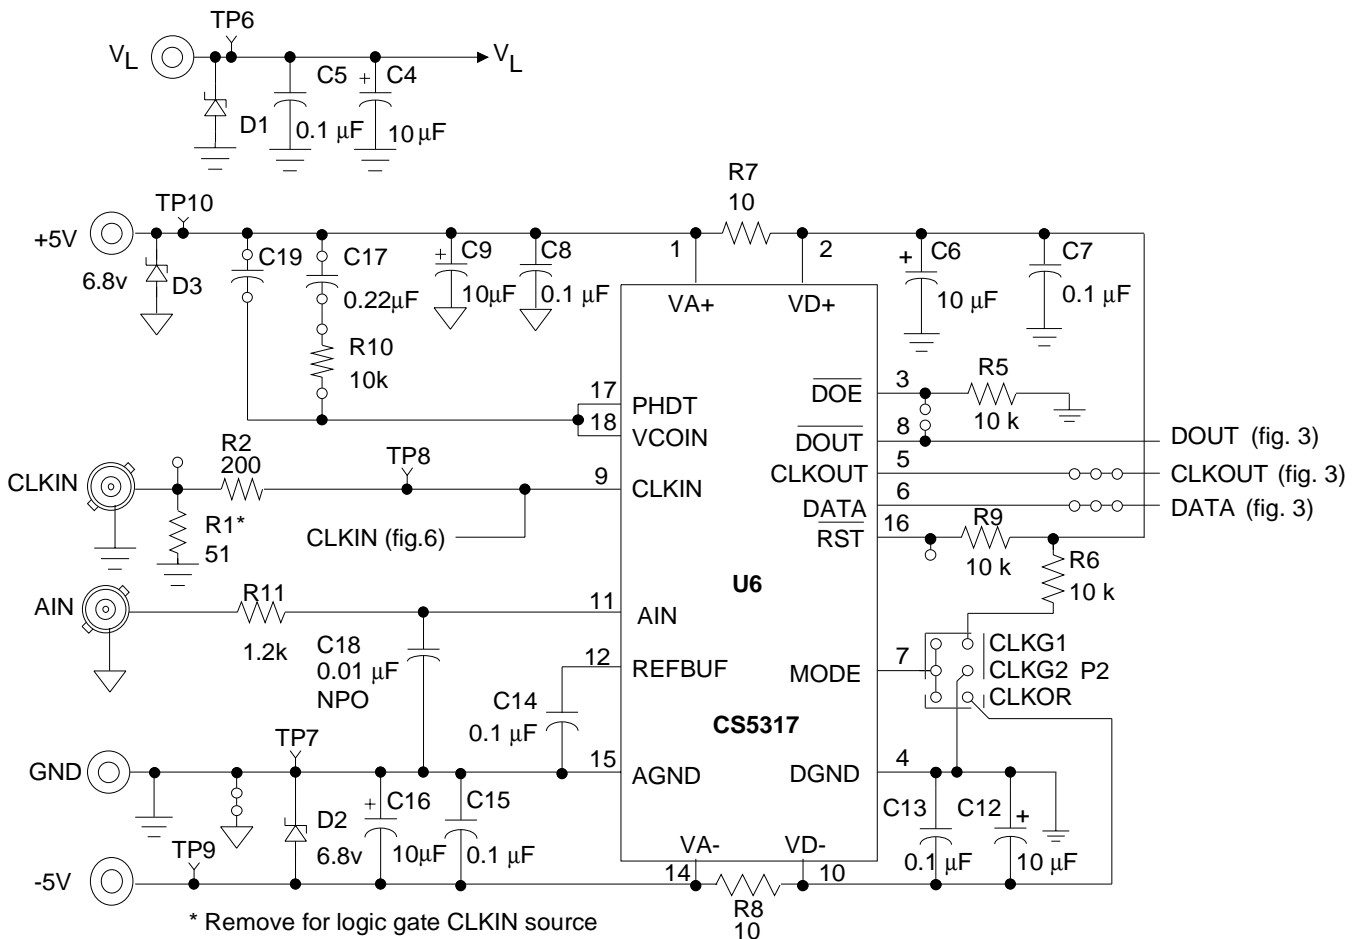 TP6
VL
VL
C5
+ C4
D1
0.1 µF
10 µF
R7
10
TP10
+5V
1
2
6.8v
D3
C19
C17
0.22µF
+ C9
10µF
C8
0.1 µF
+ C6
10 µF
C7
0.1 µF
VA+
VD+
R10
10k
17
PHDT
18
VCOIN
DOE
3
R5
10 k
DOUT
8
DOUT (fig. 3)
CLKIN
R2
200
TP8
9
CLKIN
CLKOUT
5
CLKOUT (fig. 3)
R1*
51
CLKIN (fig.6)
DATA
6
DATA (fig. 3)
RST
16
R9
10 k
R6
10 k
U6
AIN
R11
1.2k
11
AIN
C18
0.01 µF
NPO
12
REFBUF
MODE
7
CLKG1
CLKG2 P2
CLKOR
C14
0.1 µF
CS5317
GND
TP7
15
AGND
DGND
4
D2
6.8v
+ C16
10µF
C15
0.1 µF
C13
0.1 µF
C12
+
10 µF
VA-
VD-
TP9
-5V
14
10
R8
10
* Remove for logic gate CLKIN source